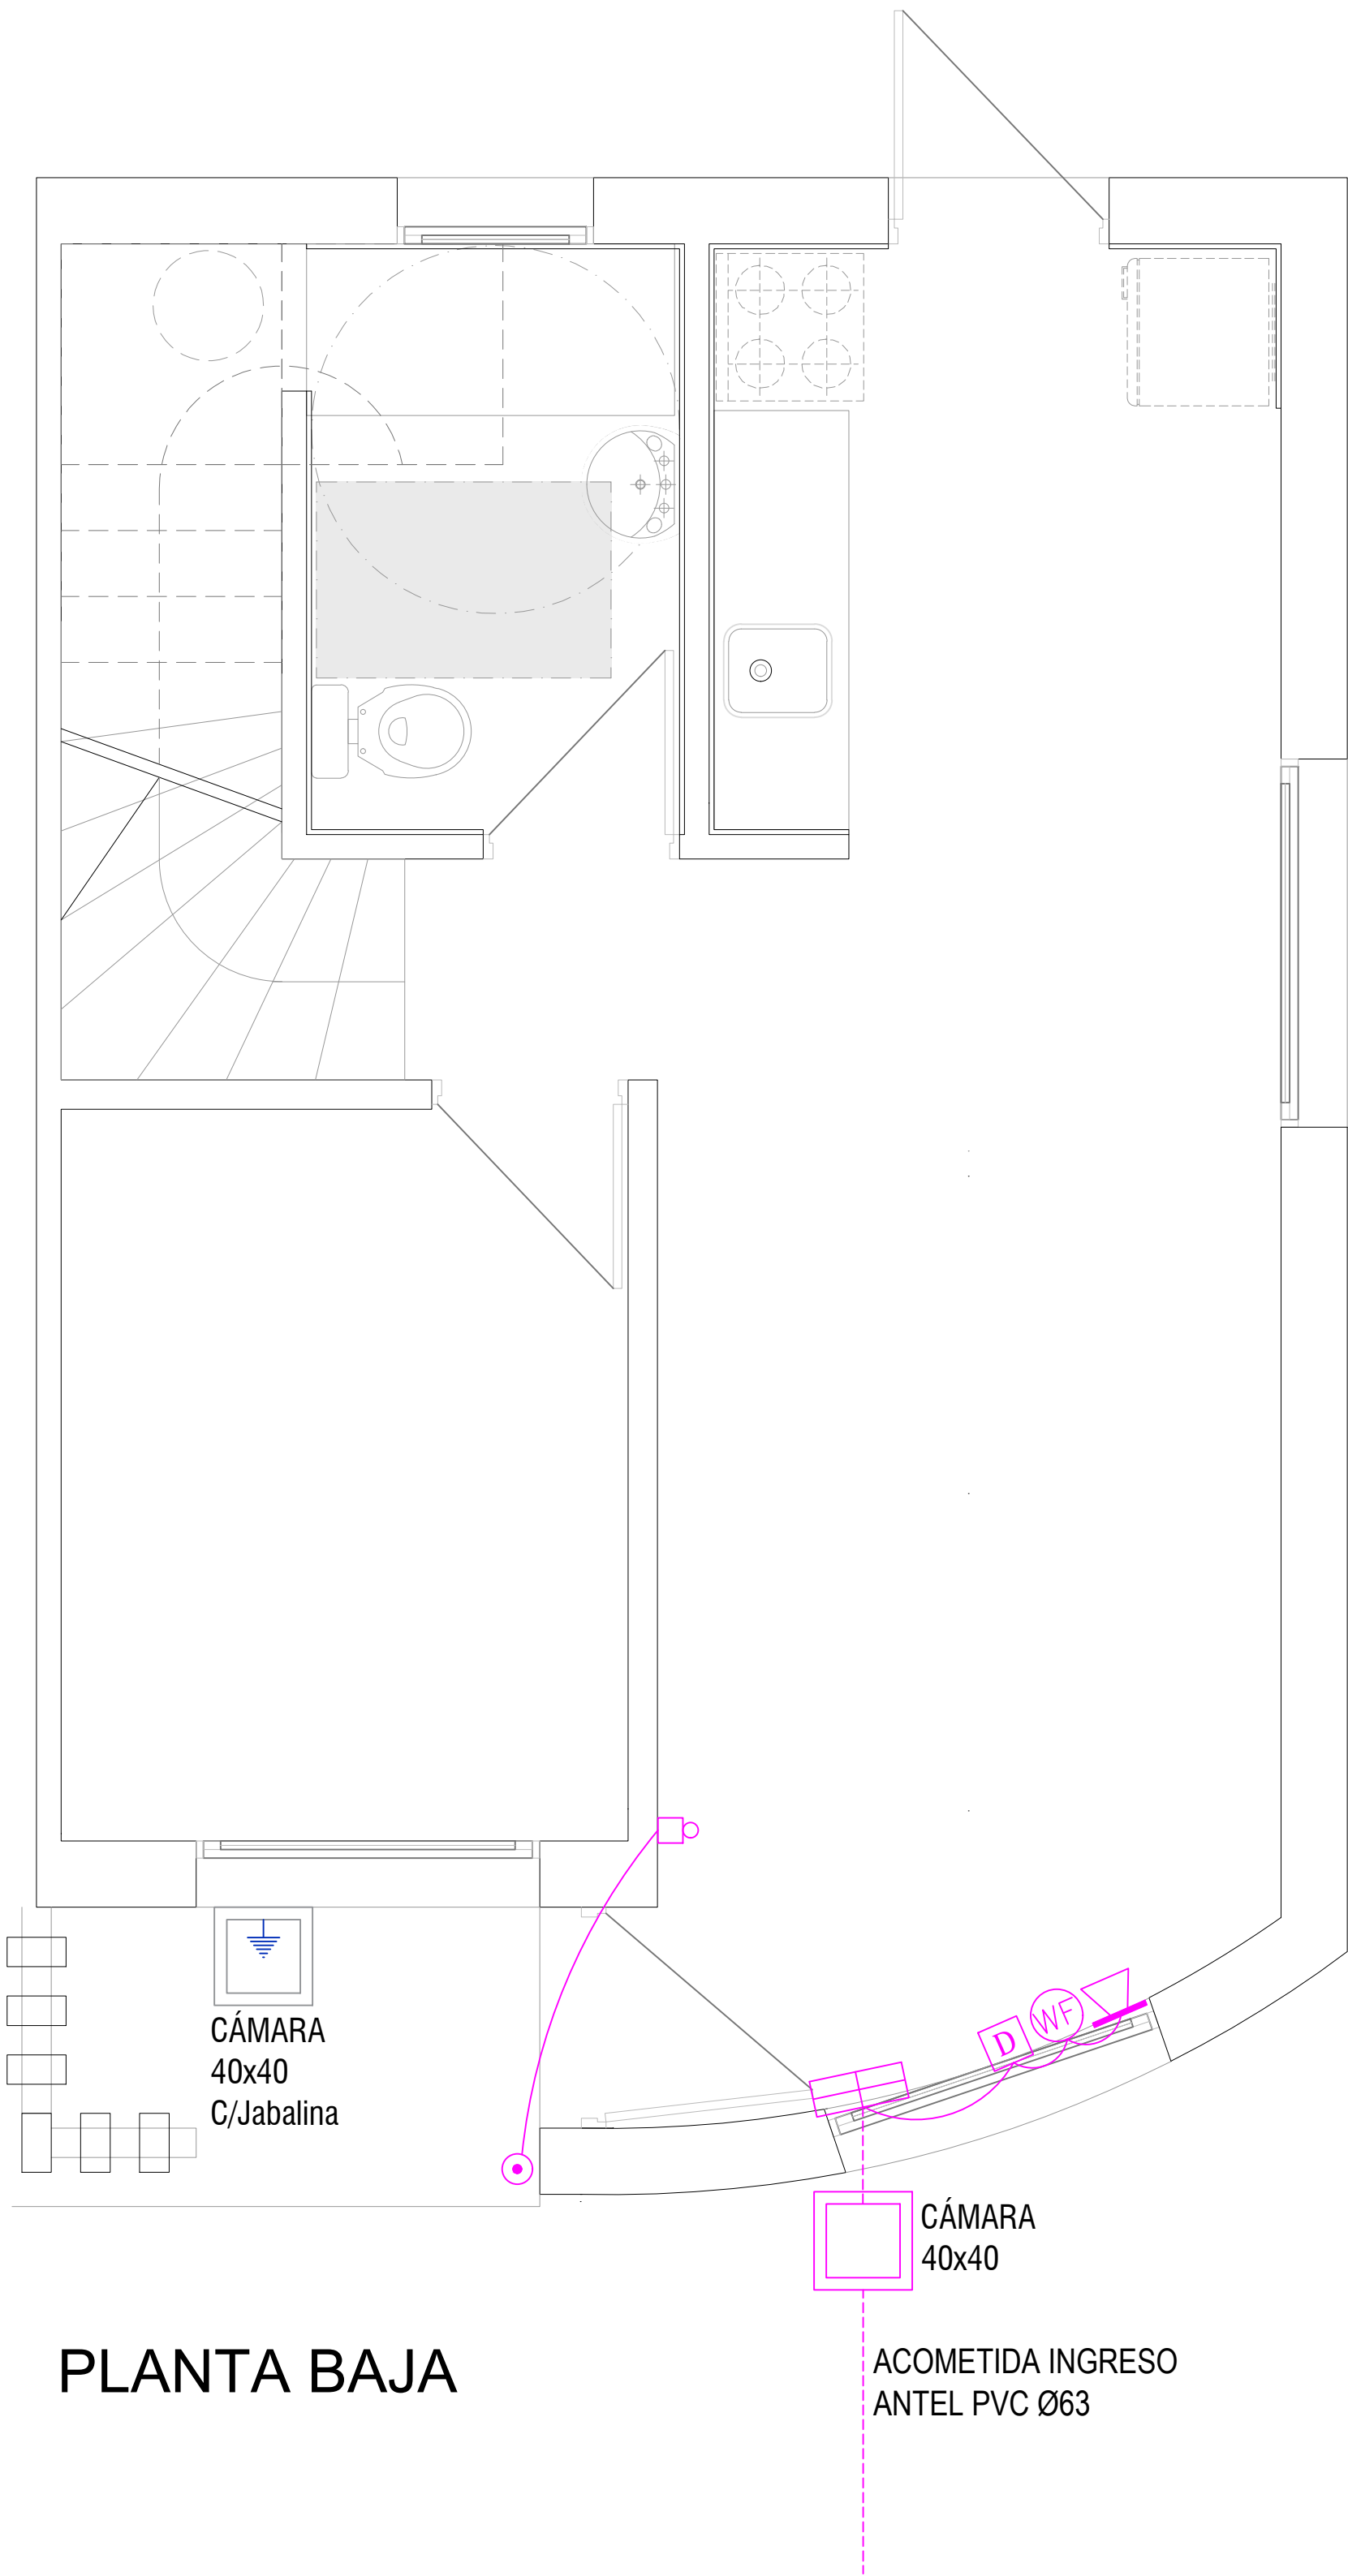 D
WF
CÁMARA
40x40
C/Jabalina
CÁMARA
40x40
PLANTA BAJA
ACOMETIDA INGRESO
ANTEL PVC Ø63